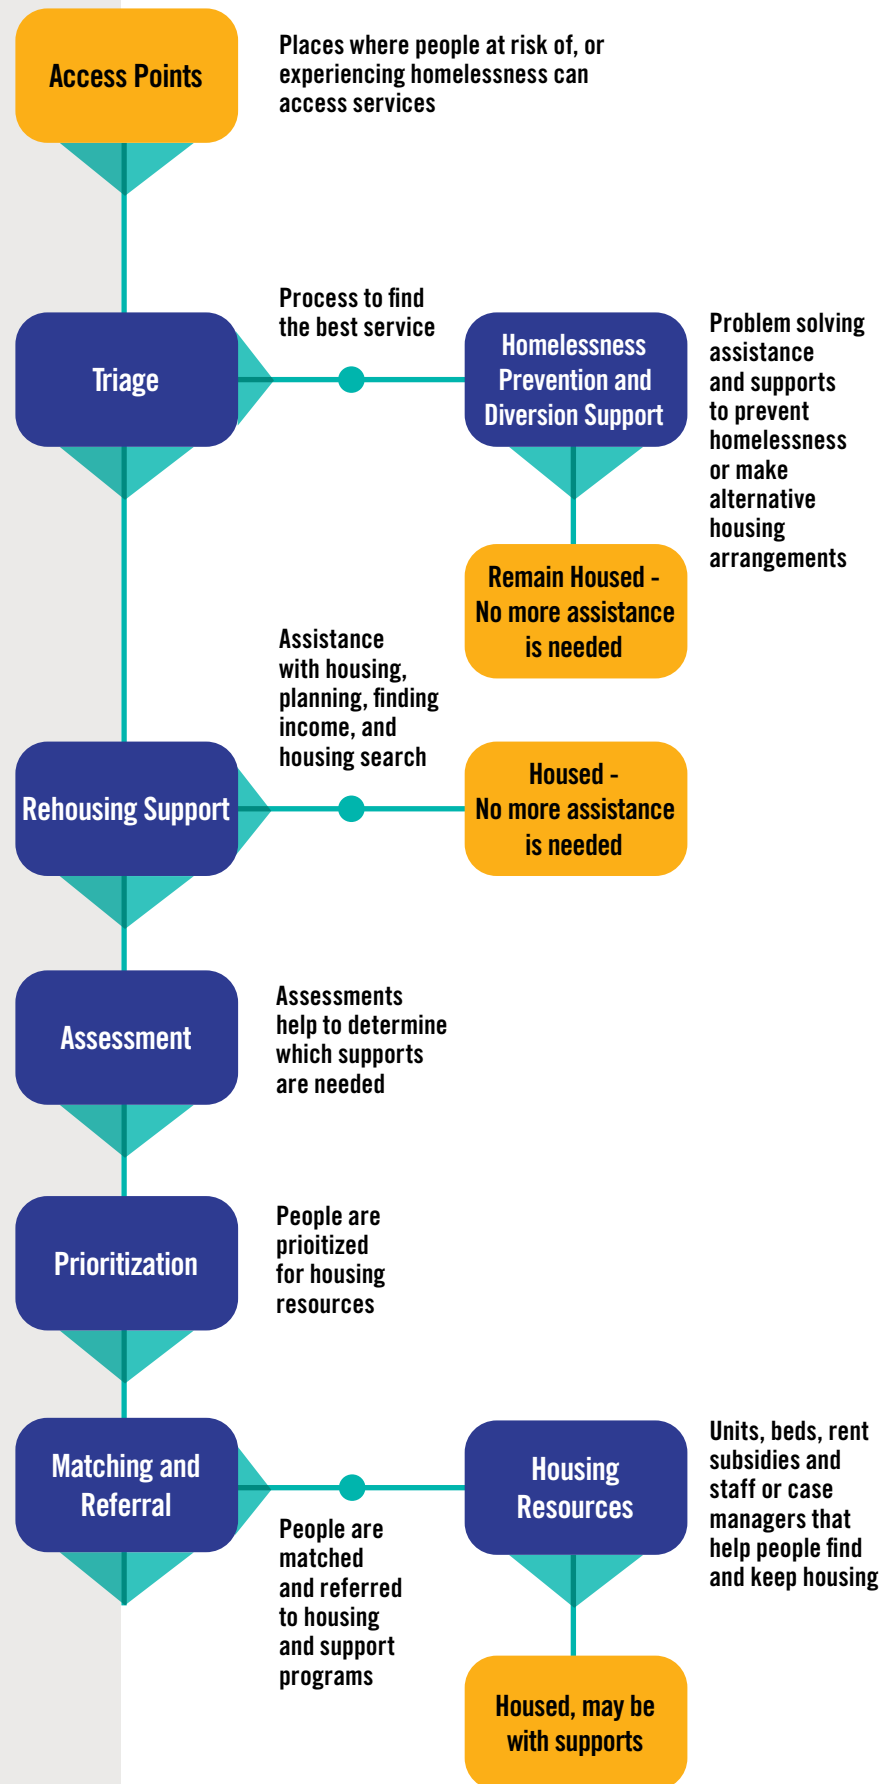 Access Points
Places where people at risk of, or
experiencing homelessness can
access services
Triage
Process to find
the best service
Homelessness
Prevention and
Diversion Support
Problem solving
assistance
and supports
to prevent
homelessness
or make
alternative
housing
arrangements
Remain Housed -
No more assistance
is needed
Rehousing Support
Assistance
with housing,
planning, finding
income, and
housing search
Housed -
No more assistance
is needed
Assessment
Assessments
help to determine
which supports
are needed
Prioritization
People are
prioitized
for housing
resources
Matching and
Referral
People are
matched
and referred
to housing
and support
programs
Housing
Resources
Units, beds, rent
subsidies and
staff or case
managers that
help people find
and keep housing
Housed, may be
with supports